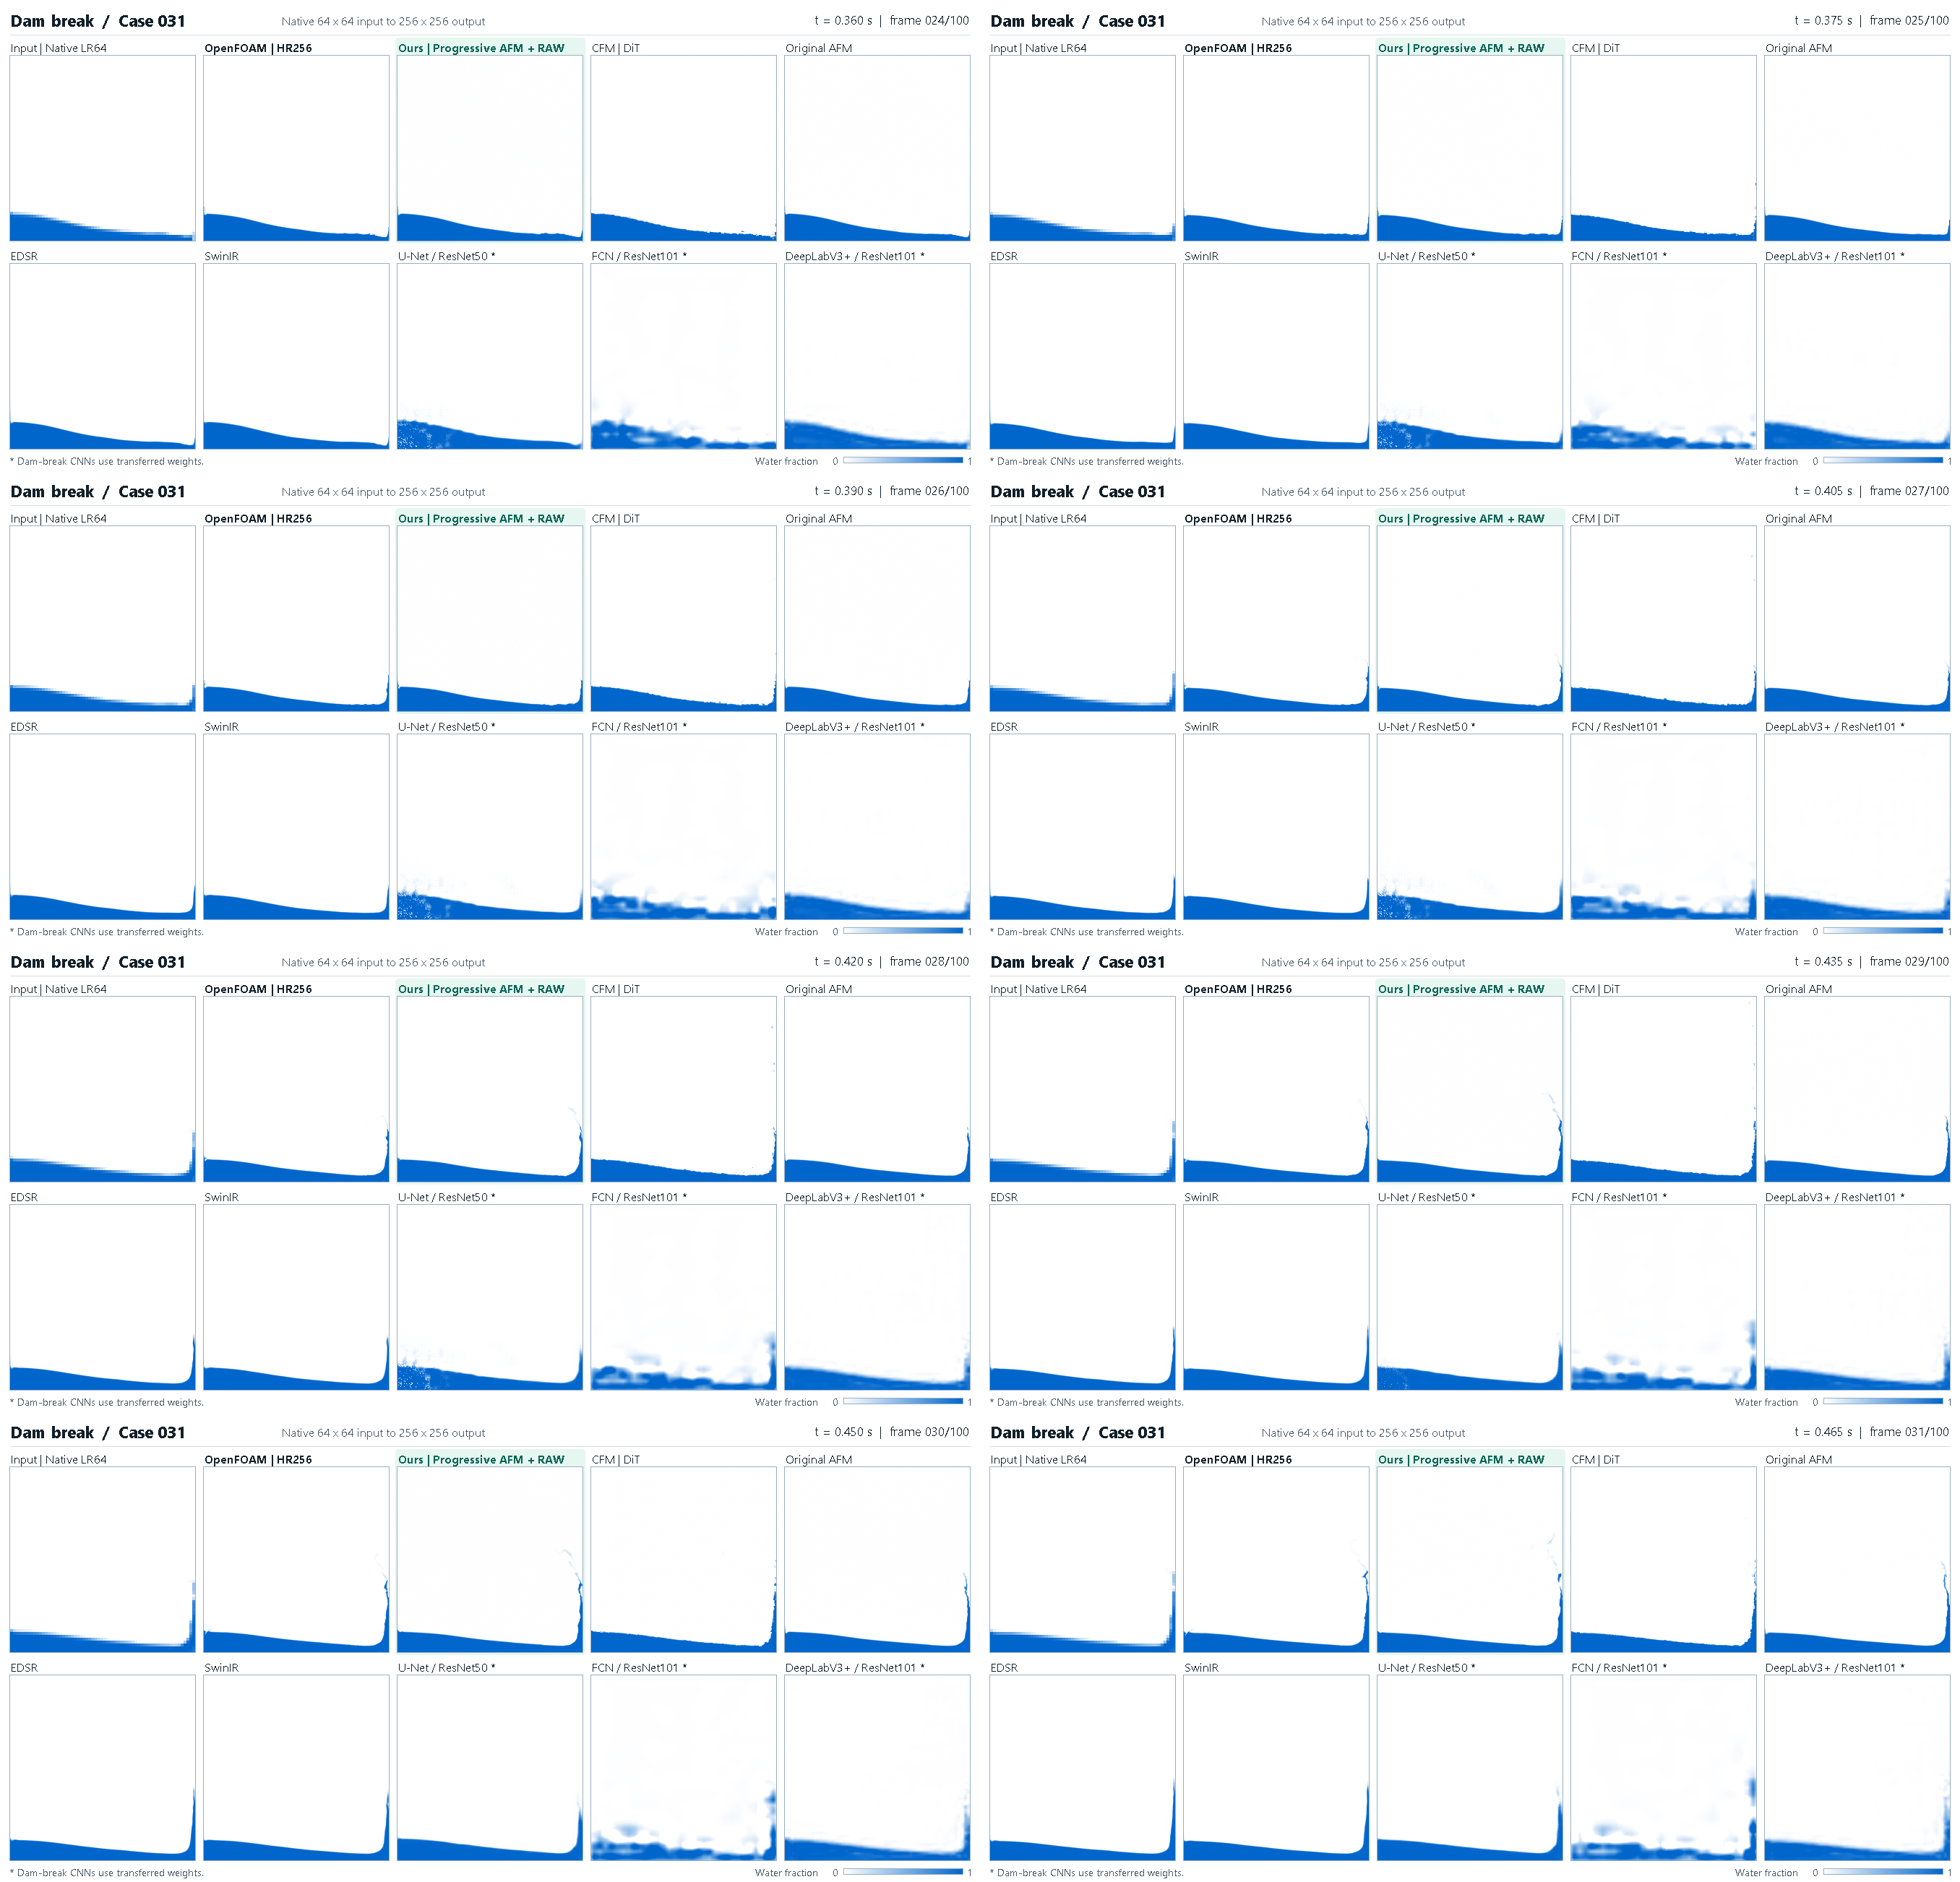 Dam break / Case 031 Native 64 x 64 input to 256 x 256 output t = 0.360 s | frame 024/100
Input | Native LR64 OpenFOAM | HR256 Ours | Progressive AFM + RAW CFM | DiT Original AFM
EDSR SwinIR U-Net / ResNet50 * FCN / ResNet101 * DeepLabV3+ / ResNet101 *
* Dam-break CNNs use transferred weights. Water fraction 0 1
Dam break / Case 031 Native 64 x 64 input to 256 x 256 output t = 0.375 s | frame 025/100
Input | Native LR64 OpenFOAM | HR256 Ours | Progressive AFM + RAW CFM | DiT Original AFM
EDSR SwinIR U-Net / ResNet50 * FCN / ResNet101 * DeepLabV3+ / ResNet101 *
* Dam-break CNNs use transferred weights. Water fraction 0 1
Dam break / Case 031 Native 64 x 64 input to 256 x 256 output t = 0.390 s | frame 026/100
Input | Native LR64 OpenFOAM | HR256 Ours | Progressive AFM + RAW CFM | DiT Original AFM
EDSR SwinIR U-Net / ResNet50 * FCN / ResNet101 * DeepLabV3+ / ResNet101 *
* Dam-break CNNs use transferred weights. Water fraction 0 1
Dam break / Case 031 Native 64 x 64 input to 256 x 256 output t = 0.405 s | frame 027/100
Input | Native LR64 OpenFOAM | HR256 Ours | Progressive AFM + RAW CFM | DiT Original AFM
EDSR SwinIR U-Net / ResNet50 * FCN / ResNet101 * DeepLabV3+ / ResNet101 *
* Dam-break CNNs use transferred weights. Water fraction 0 1
Dam break / Case 031 Native 64 x 64 input to 256 x 256 output t = 0.420 s | frame 028/100
Input | Native LR64 OpenFOAM | HR256 Ours | Progressive AFM + RAW CFM | DiT Original AFM
EDSR SwinIR U-Net / ResNet50 * FCN / ResNet101 * DeepLabV3+ / ResNet101 *
* Dam-break CNNs use transferred weights. Water fraction 0 1
Dam break / Case 031 Native 64 x 64 input to 256 x 256 output t = 0.435 s | frame 029/100
Input | Native LR64 OpenFOAM | HR256 Ours | Progressive AFM + RAW CFM | DiT Original AFM
EDSR SwinIR U-Net / ResNet50 * FCN / ResNet101 * DeepLabV3+ / ResNet101 *
* Dam-break CNNs use transferred weights. Water fraction 0 1
Dam break / Case 031 Native 64 x 64 input to 256 x 256 output t = 0.450 s | frame 030/100
Input | Native LR64 OpenFOAM | HR256 Ours | Progressive AFM + RAW CFM | DiT Original AFM
EDSR SwinIR U-Net / ResNet50 * FCN / ResNet101 * DeepLabV3+ / ResNet101 *
* Dam-break CNNs use transferred weights. Water fraction 0 1
Dam break / Case 031 Native 64 x 64 input to 256 x 256 output t = 0.465 s | frame 031/100
Input | Native LR64 OpenFOAM | HR256 Ours | Progressive AFM + RAW CFM | DiT Original AFM
EDSR SwinIR U-Net / ResNet50 * FCN / ResNet101 * DeepLabV3+ / ResNet101 *
* Dam-break CNNs use transferred weights. Water fraction 0 1